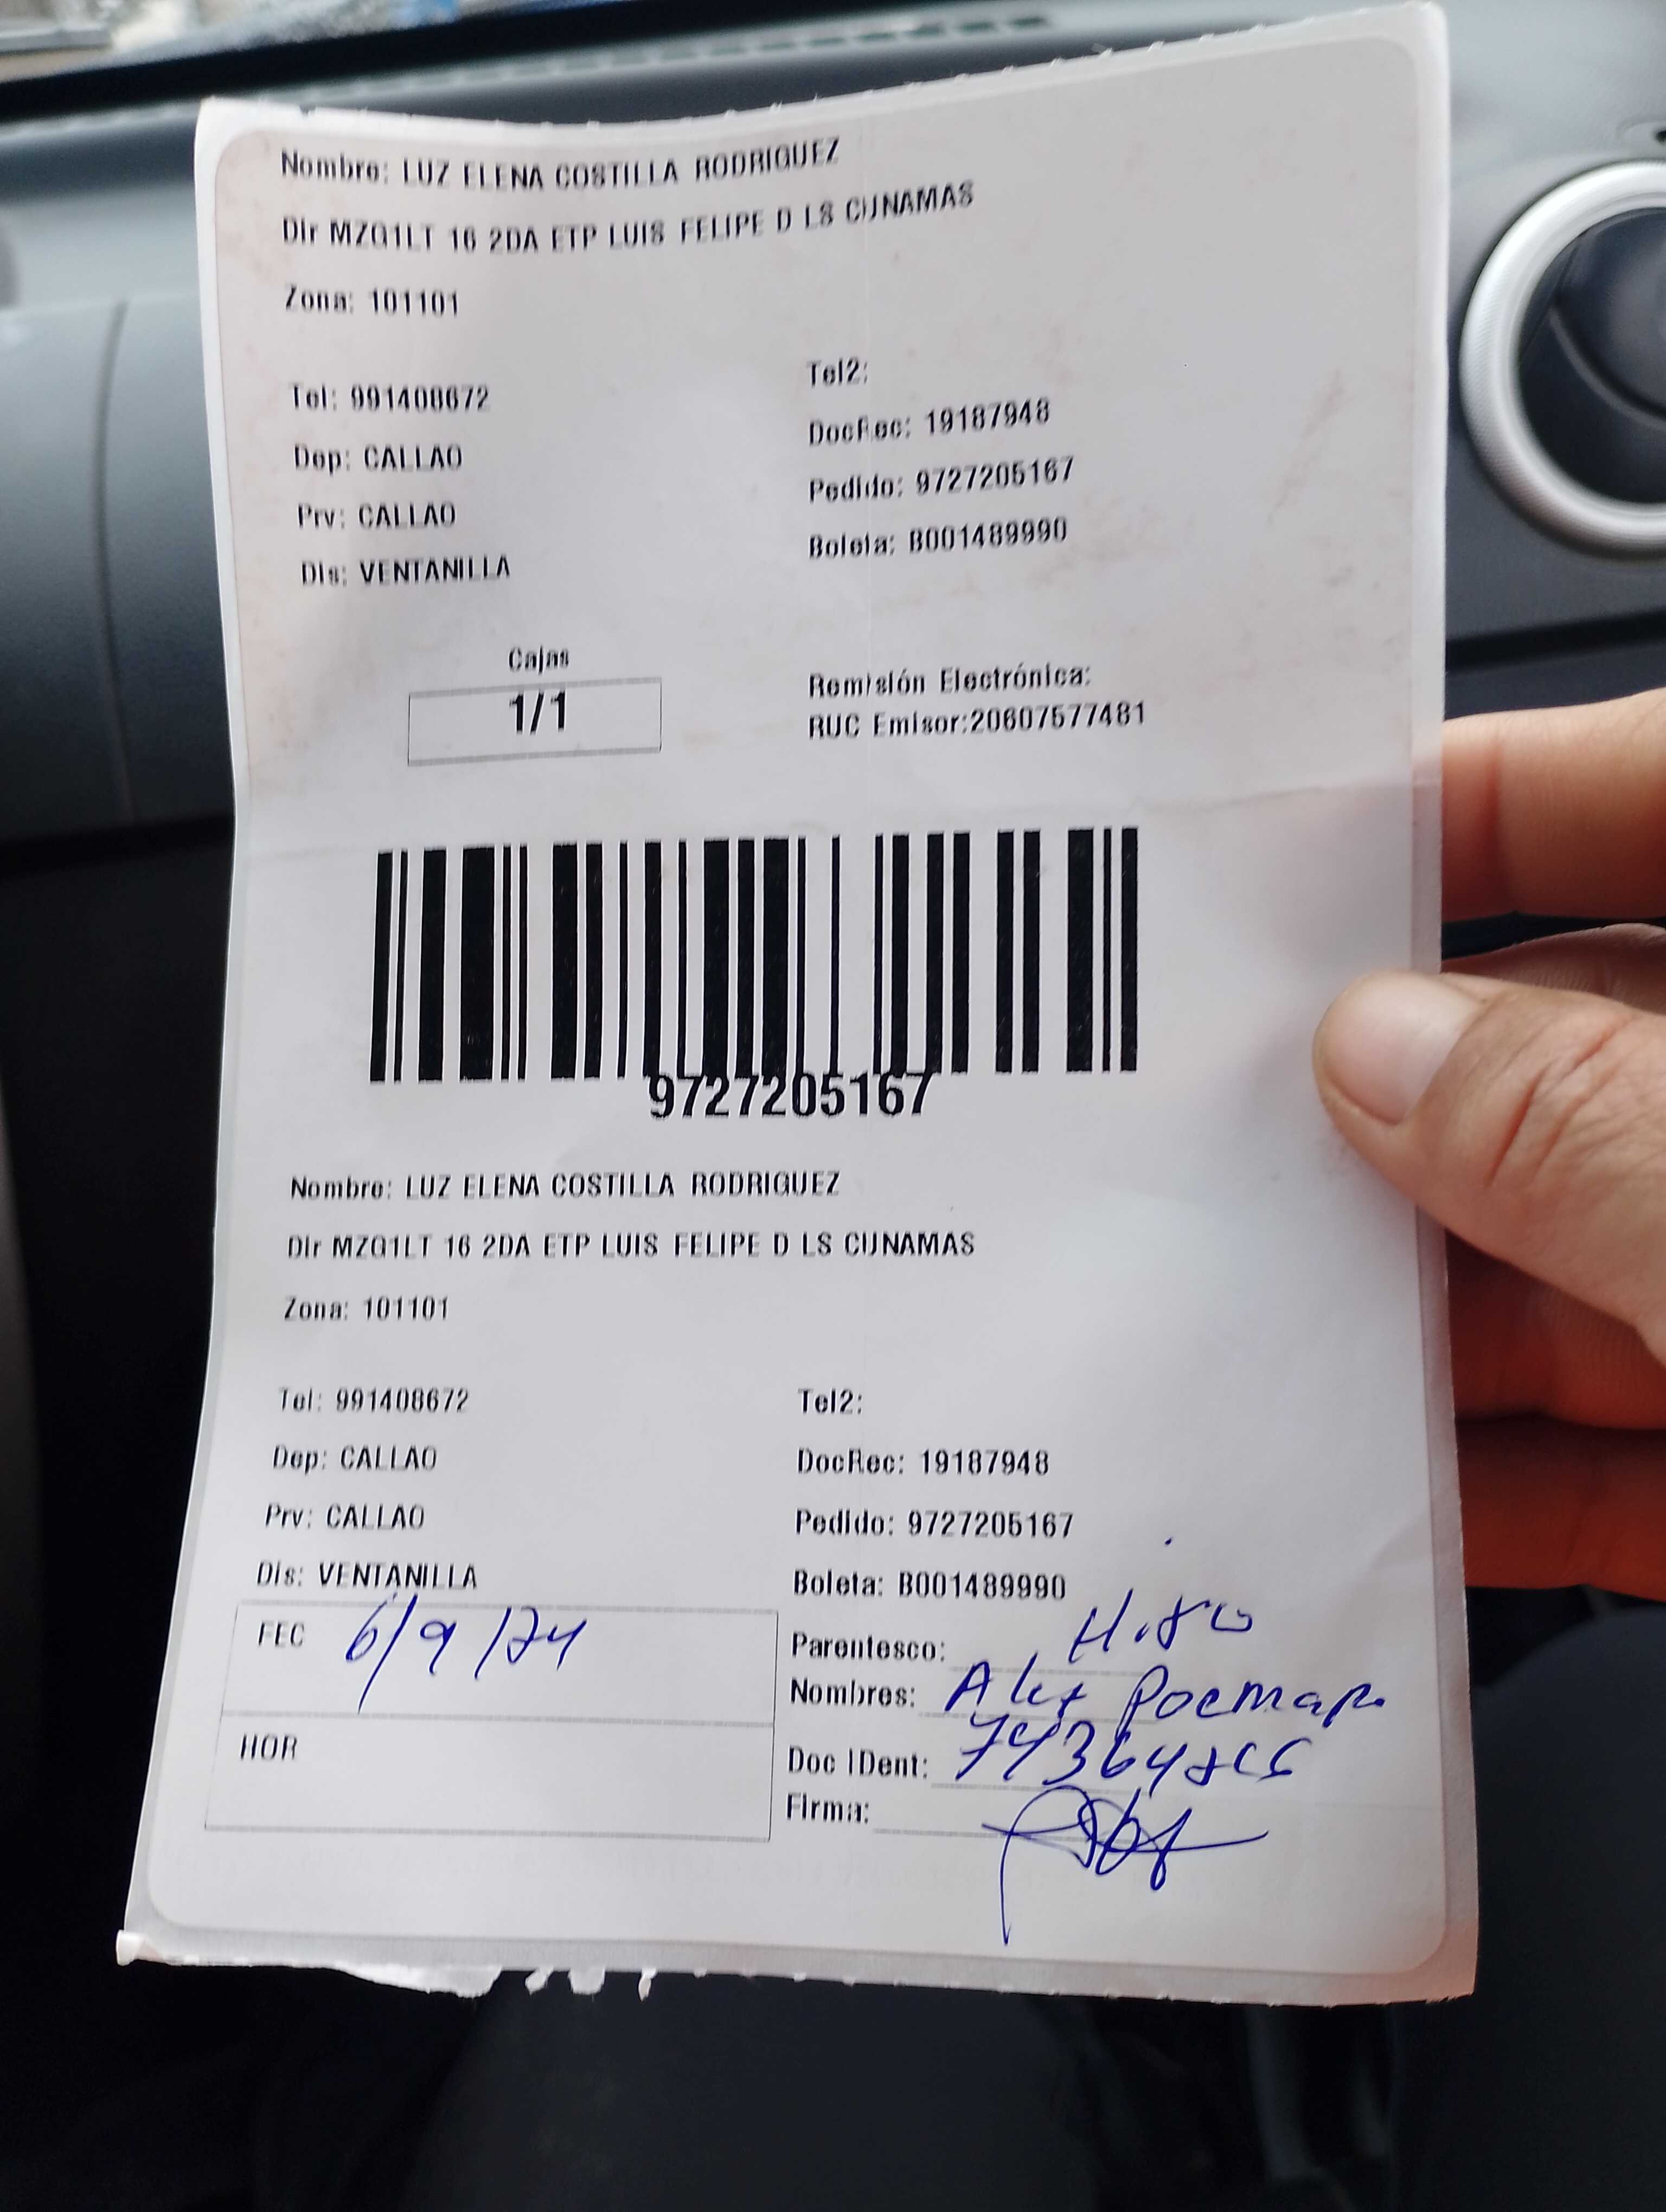 Nombre: LUZ ELENA COSTILLA RODRIGUEZ
Dir MZG1LT 16 2DA ETP LUIS FELIPE D LS CIJNAMAS
Zona: 101101
Tel: 991408672
Tel2:
Dep: CALLAO
DocRec: 19187948
Prv: CALLAO
Pedido: 9727205167
Dis: VENTANILLA
Boleta: B001489990
Cajas
1/1
Remisión Electrónica:
RUC Emisor:20607577481
9727205167
Nombre: LUZ ELENA COSTILLA RODRIGUEZ
Dir MZG1LT 16 2DA ETP LUIS FELIPE D LS CIJNAMAS
Zona: 101101
Tel: 991408672
Tel2:
Dep: CALLAO
DocRec: 19187948
Prv: CALLAO
Pedido: 9727205167
Dis: VENTANILLA
Boleta: B001489990
FEC 6/9/24
Parentesco:
Nombres: Alex
HOR
Doc IDent:
Firma: